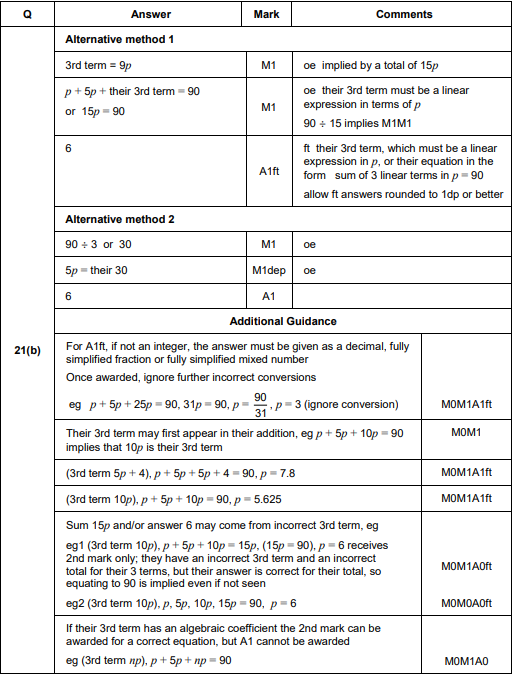 Q Answer Mark Comments
Alternative method 1
3rd term = 9p M1 oe implied by a total of 15p
p + 5p + their 3rd term = 90
or 15p = 90
M1
oe their 3rd term must be a linear
expression in terms of p
90 ÷ 15 implies M1M1
6
A1ft
ft their 3rd term, which must be a linear
expression in p, or their equation in the
form sum of 3 linear terms in p = 90
allow ft answers rounded to 1dp or better
Alternative method 2
90 ÷ 3 or 30 M1 oe
5p = their 30 M1dep oe
6 A1
Additional Guidance
21(b)
For A1ft, if not an integer, the answer must be given as a decimal, fully
simplified fraction or fully simplified mixed number
Once awarded, ignore further incorrect conversions
eg p + 5p + 25p = 90, 31p = 90, p = 90/31, p = 3 (ignore conversion) M0M1A1ft
Their 3rd term may first appear in their addition, eg p + 5p + 10p = 90 M0M1
implies that 10p is their 3rd term
(3rd term 5p + 4), p + 5p + 5p + 4 = 90, p = 7.8 M0M1A1ft
(3rd term 10p), p + 5p + 10p = 90, p = 5.625 M0M1A1ft
Sum 15p and/or answer 6 may come from incorrect 3rd term, eg
eg1 (3rd term 10p), p + 5p + 10p = 15p, (15p = 90), p = 6 receives
2nd mark only; they have an incorrect 3rd term and an incorrect
total for their 3 terms, but their answer is correct for their total, so
equating to 90 is implied even if not seen
M0M1A0ft
eg2 (3rd term 10p), p, 5p, 10p, 15p = 90, p = 6 M0M0A0ft
If their 3rd term has an algebraic coefficient the 2nd mark can be
awarded for a correct equation, but A1 cannot be awarded
eg (3rd term np), p + 5p + np = 90 M0M1A0